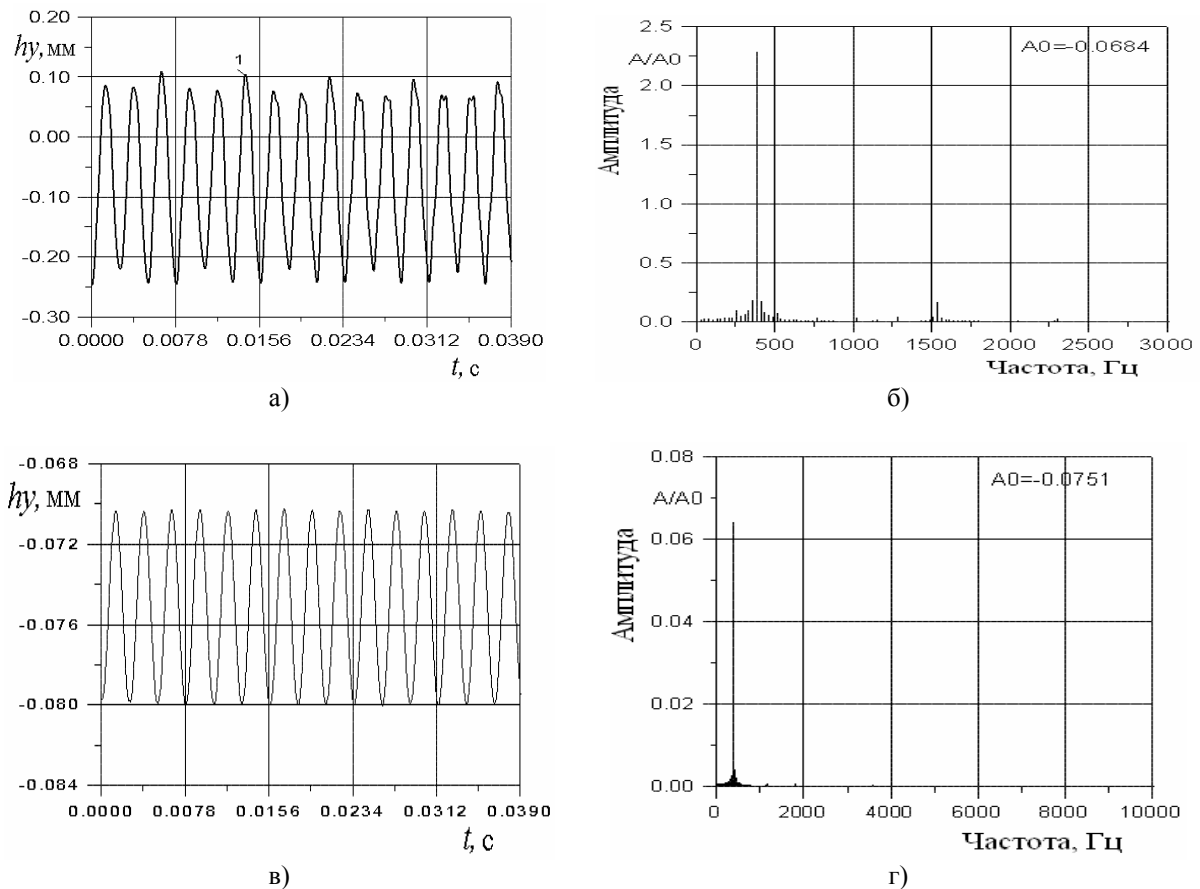 0.20
hy, мм
0.10
0.00
-0.10
-0.20
-0.30
1
0.0000 0.0078 0.0156 0.0234 0.0312 0.0390
t, с
а)
2.5
A/A0
2.0
1.5
1.0
0.5
0.0
Амплитуда
A0=-0.0684
0 500 1000 1500 2000 2500 3000
Частота, Гц
б)
-0.068
hy, мм
-0.072
-0.076
-0.080
-0.084
0.0000 0.0078 0.0156 0.0234 0.0312 0.0390
t, с
в)
0.08
A/A0
0.06
0.04
0.02
0.00
Амплитуда
A0=-0.0751
0 2000 4000 6000 8000 10000
Частота, Гц
г)